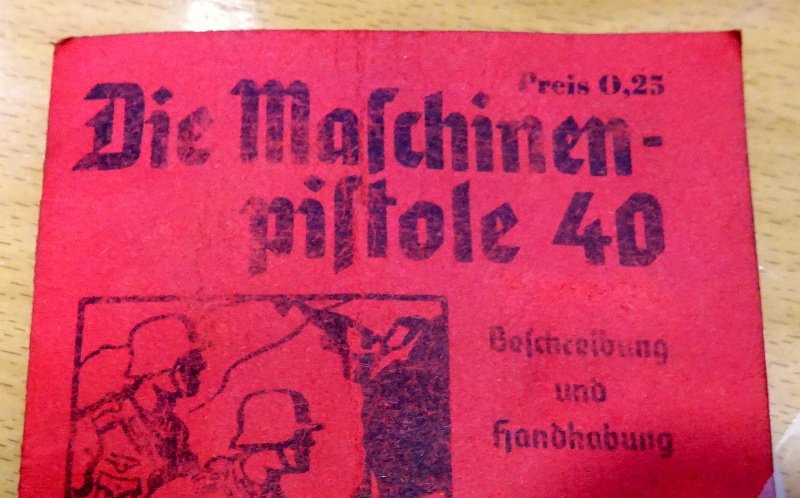 Preis 0,25
Die Maſchinen-
piſtole 40
Beſchreibung
und
Handhabung